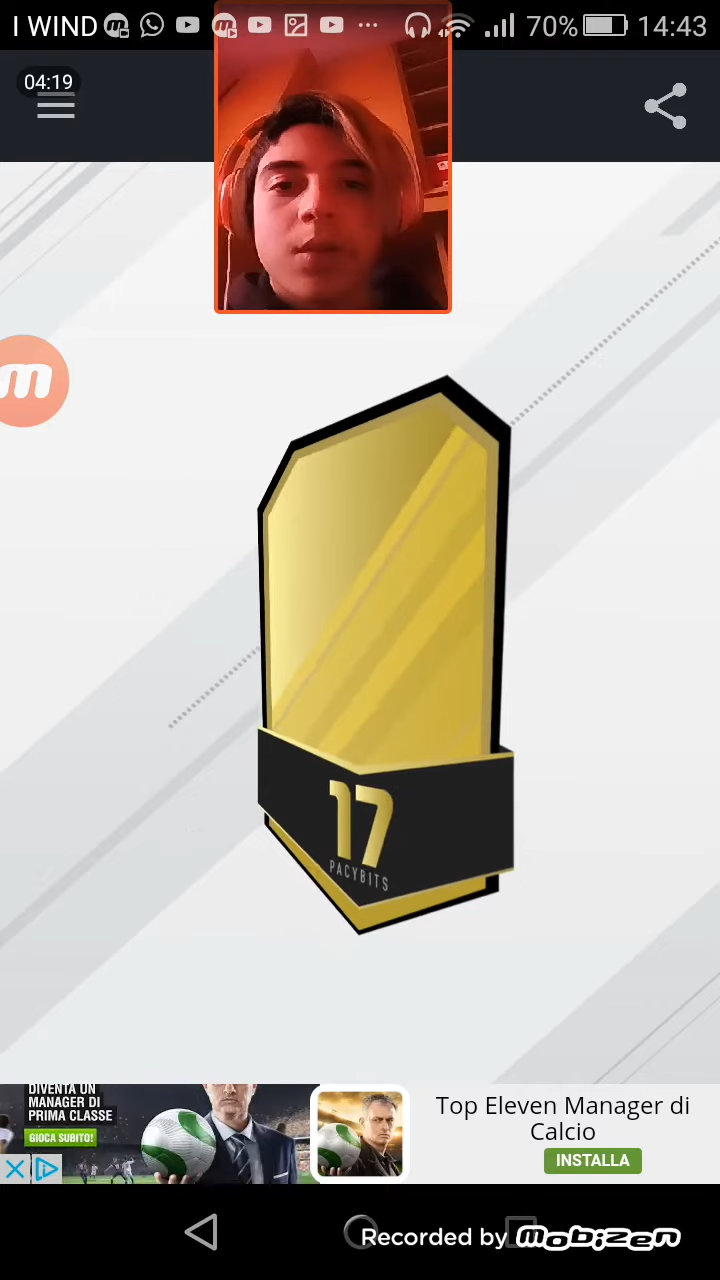 I WIND
70%
14:43
04:19
m
17
PACYBITS
DIVENTA UN
MANAGER DI
PRIMA CLASSE
GIOCA SUBITO!
Top Eleven Manager di
Calcio
INSTALLA
Recorded by mobizen